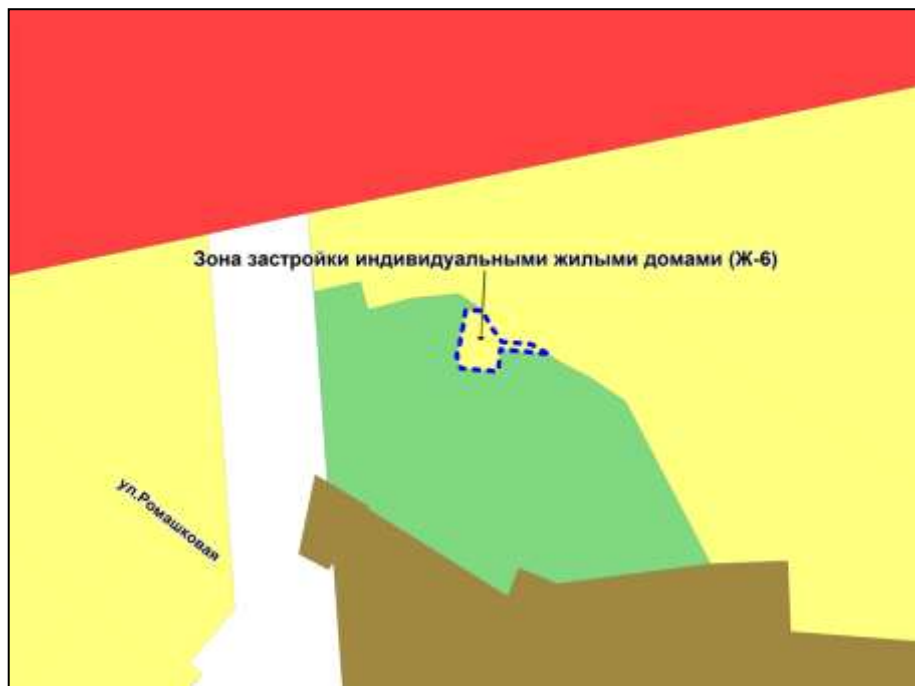 Зона застройки индивидуальными жилыми домами (Ж-6)
ул.Ромашковая